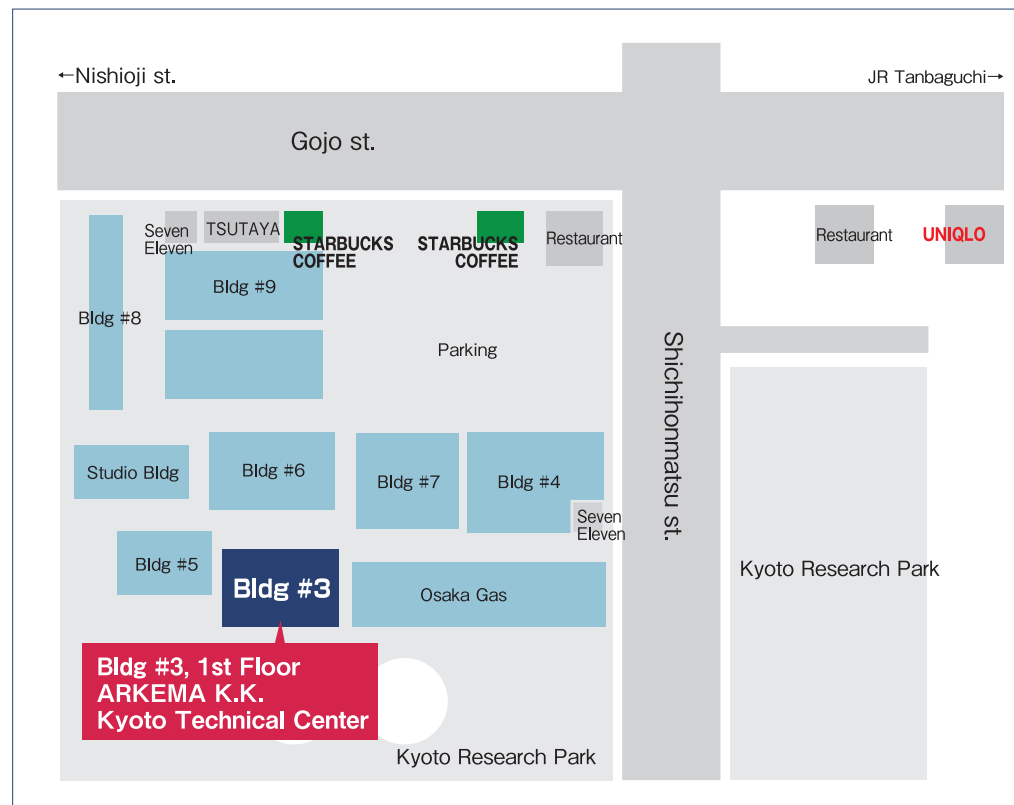 ←Nishioji st.
JR Tanbaguchi→
Gojo st.
Seven
Eleven
TSUTAYA
STARBUCKS
COFFEE
STARBUCKS
COFFEE
Restaurant
Restaurant
UNIQLO
Bldg #8
Bldg #9
Parking
Shichihonmatsu st.
Studio Bldg
Bldg #6
Bldg #7
Bldg #4
Seven
Eleven
Bldg #5
Bldg #3
Osaka Gas
Kyoto Research Park
Bldg #3, 1st Floor
ARKEMA K.K.
Kyoto Technical Center
Kyoto Research Park